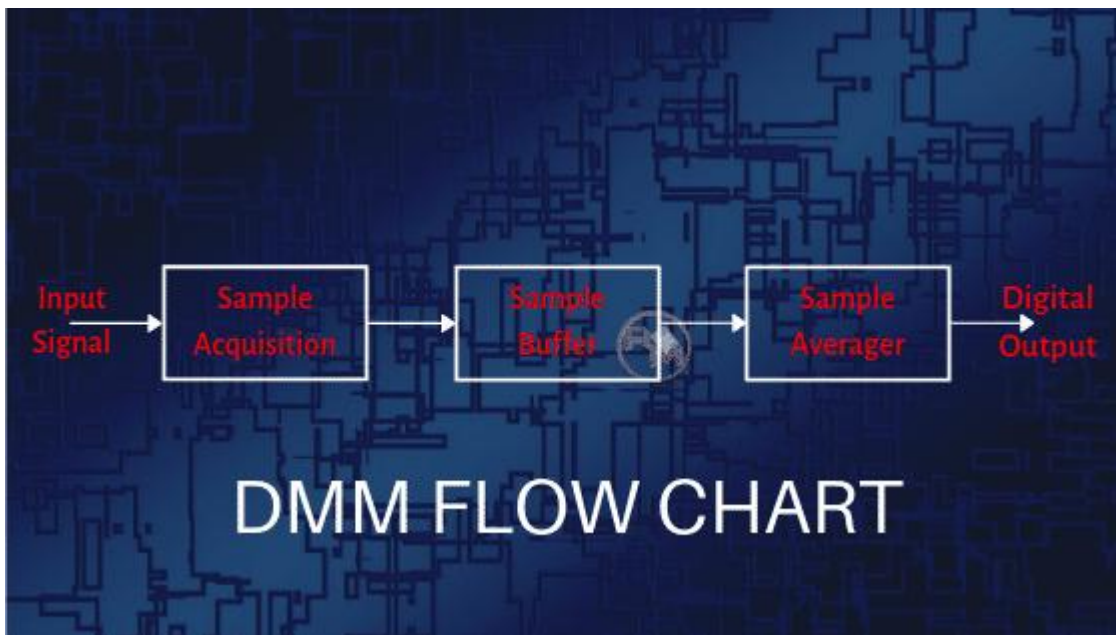 Input
Signal
Sample
Acquisition
Sample
Buffer
Sample
Averager
Digital
Output
DMM FLOW CHART